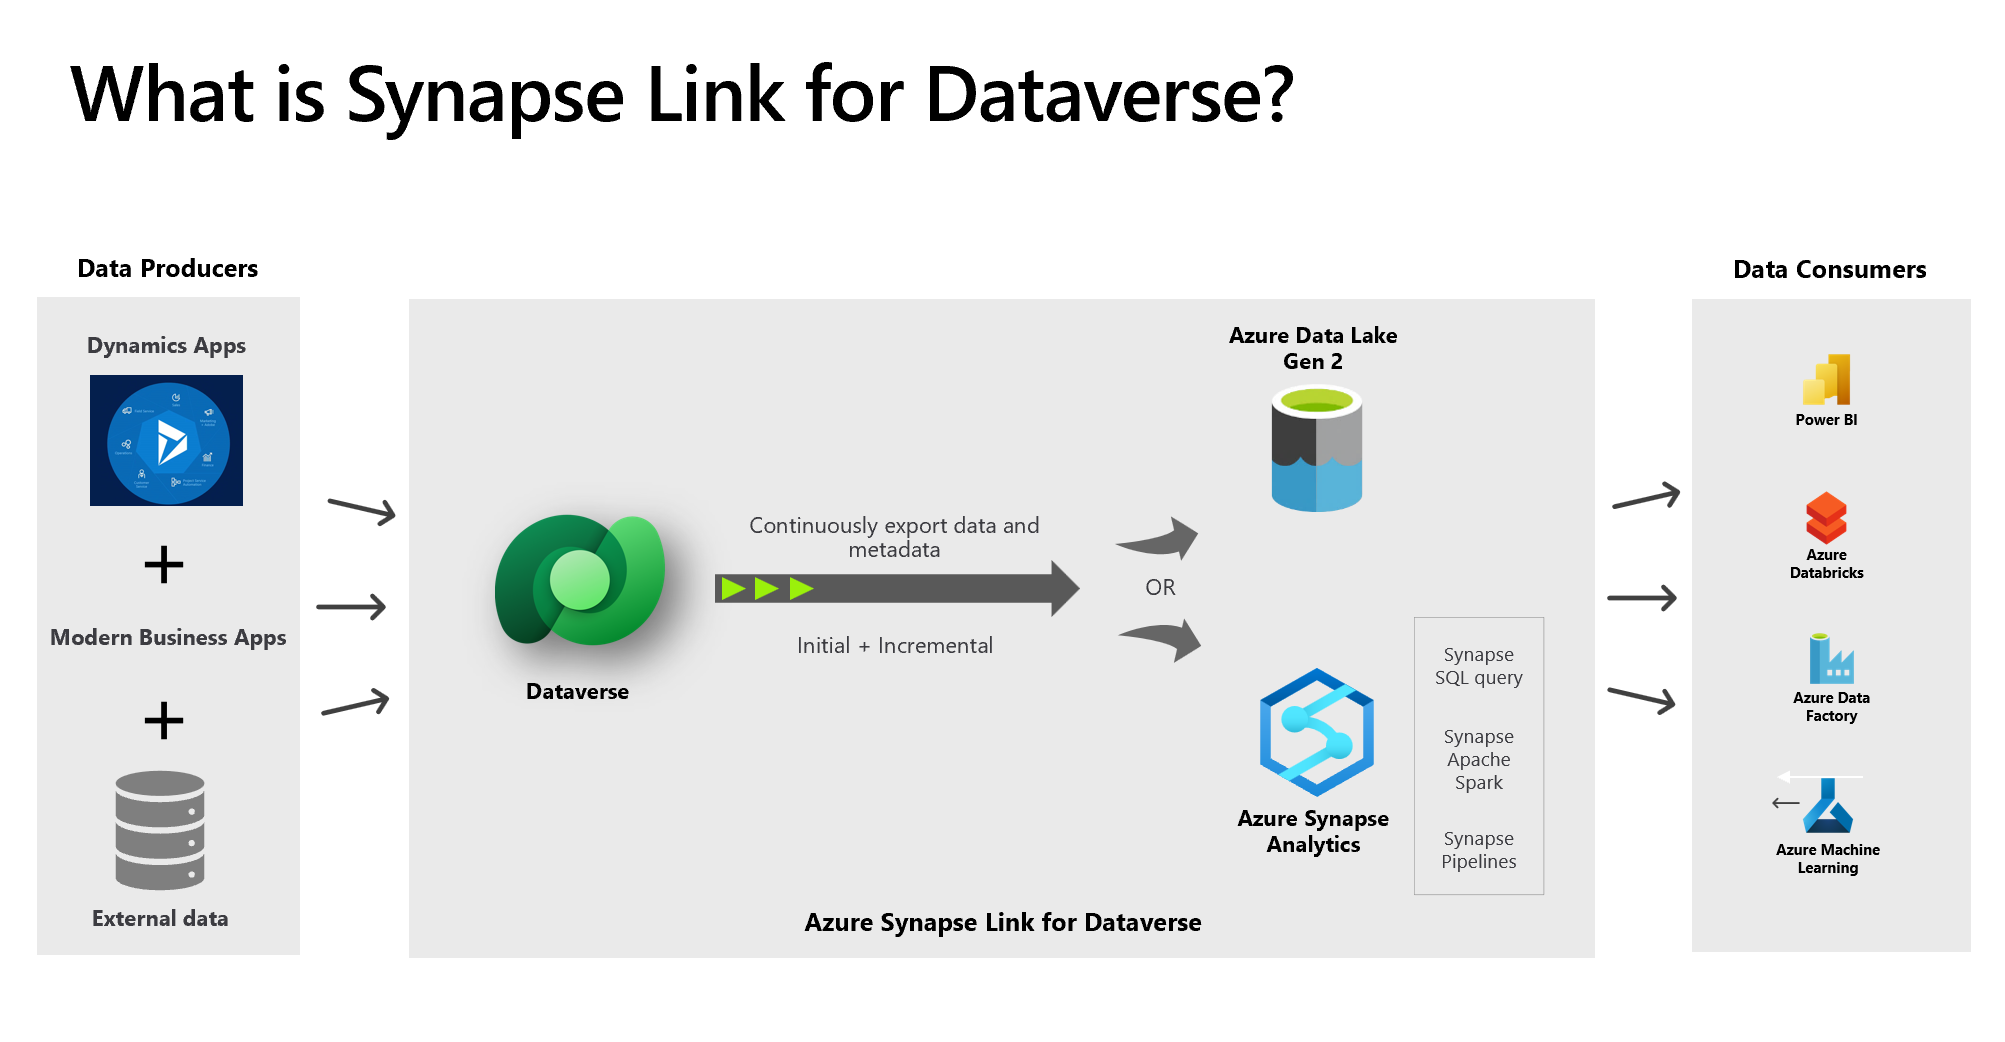 What is Synapse Link for Dataverse?
Data Producers
Dynamics Apps
Modern Business Apps
External data
Dataverse
Continuously export data and
metadata
Initial + Incremental
OR
Azure Data Lake
Gen 2
Azure Synapse
Analytics
Synapse
SQL query
Synapse
Apache
Spark
Synapse
Pipelines
Azure Synapse Link for Dataverse
Data Consumers
Power BI
Azure
Databricks
Azure Data
Factory
Azure Machine
Learning